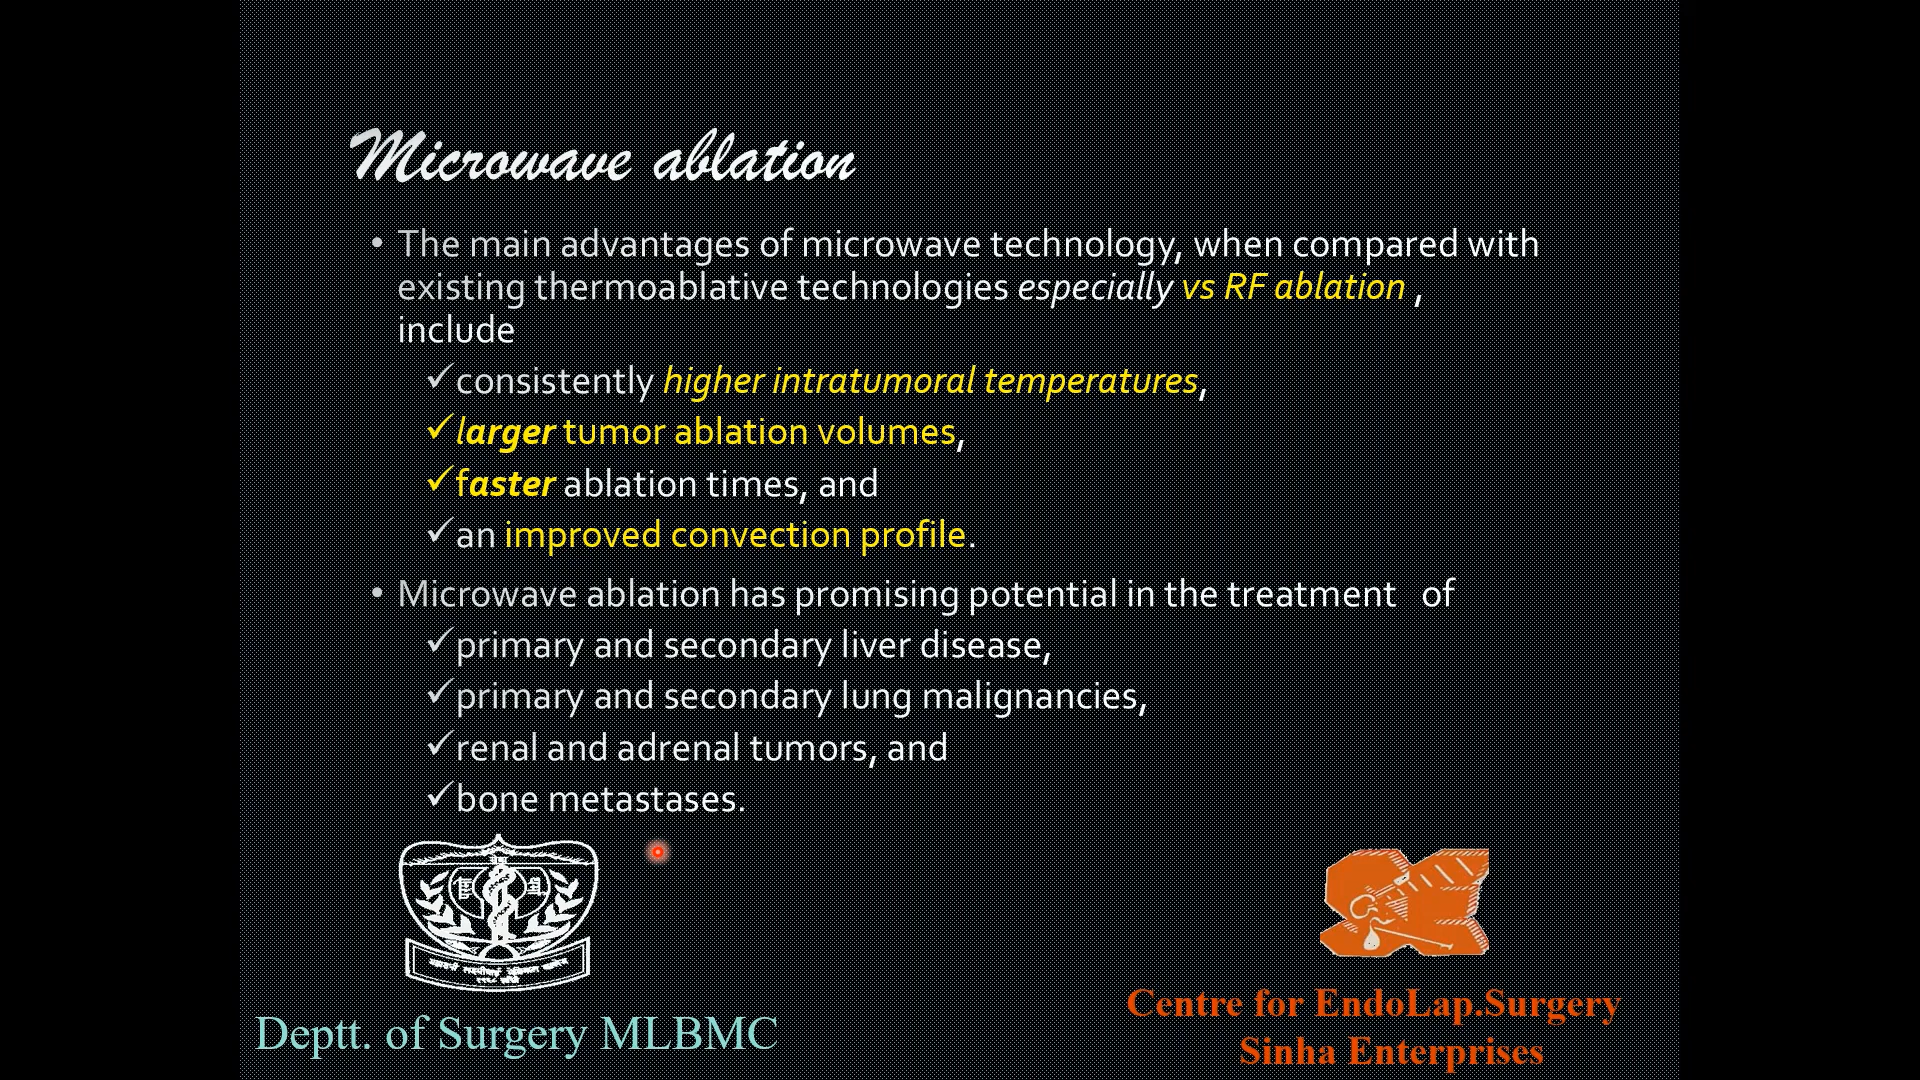 Microwave ablation
• The main advantages of microwave technology, when compared with
existing thermoablative technologies especially vs RF ablation ,
include
✓consistently higher intratumoral temperatures,
✓larger tumor ablation volumes,
✓faster ablation times, and
✓an improved convection profile.
• Microwave ablation has promising potential in the treatment of
✓primary and secondary liver disease,
✓primary and secondary lung malignancies,
✓renal and adrenal tumors, and
✓bone metastases.
Deptt. of Surgery MLBMC
Centre for EndoLap.Surgery
Sinha Enterprises